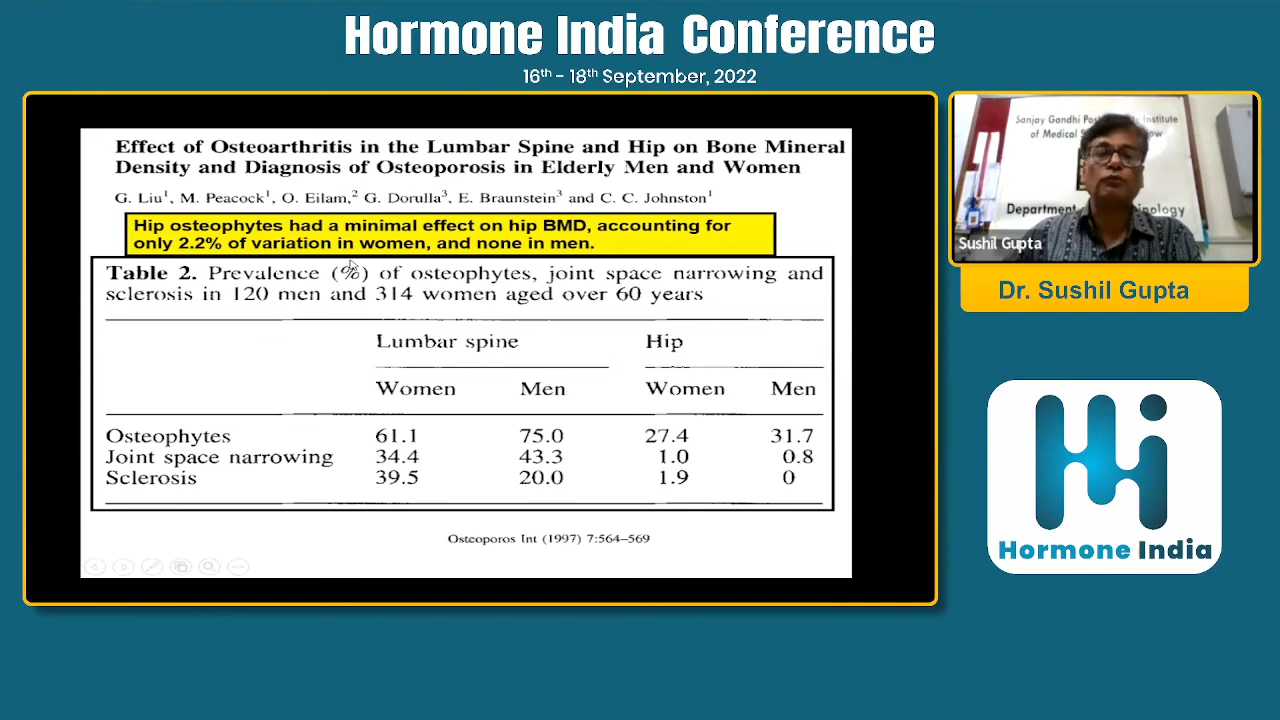 Hormone India Conference
16th - 18th September, 2022
Effect of Osteoarthritis in the Lumbar Spine and Hip on Bone Mineral
Density and Diagnosis of Osteoporosis in Elderly Men and Women
G. Liu1, M. Peacock1, O. Eilam,2 G. Dorulla3, E. Braunstein3 and C. C. Johnston1
Hip osteophytes had a minimal effect on hip BMD, accounting for
only 2.2% of variation in women, and none in men.
Table 2. Prevalence (%) of osteophytes, joint space narrowing and
sclerosis in 120 men and 314 women aged over 60 years
Lumbar spine Hip
Women Men Women Men
Osteophytes 61.1 75.0 27.4 31.7
Joint space narrowing 34.4 43.3 1.0 0.8
Sclerosis 39.5 20.0 1.9 0
Osteoporos Int (1997) 7:564–569
Sanjay Gandhi Institute
of Medical
Department
Sushil Gupta
Dr. Sushil Gupta
Hormone India